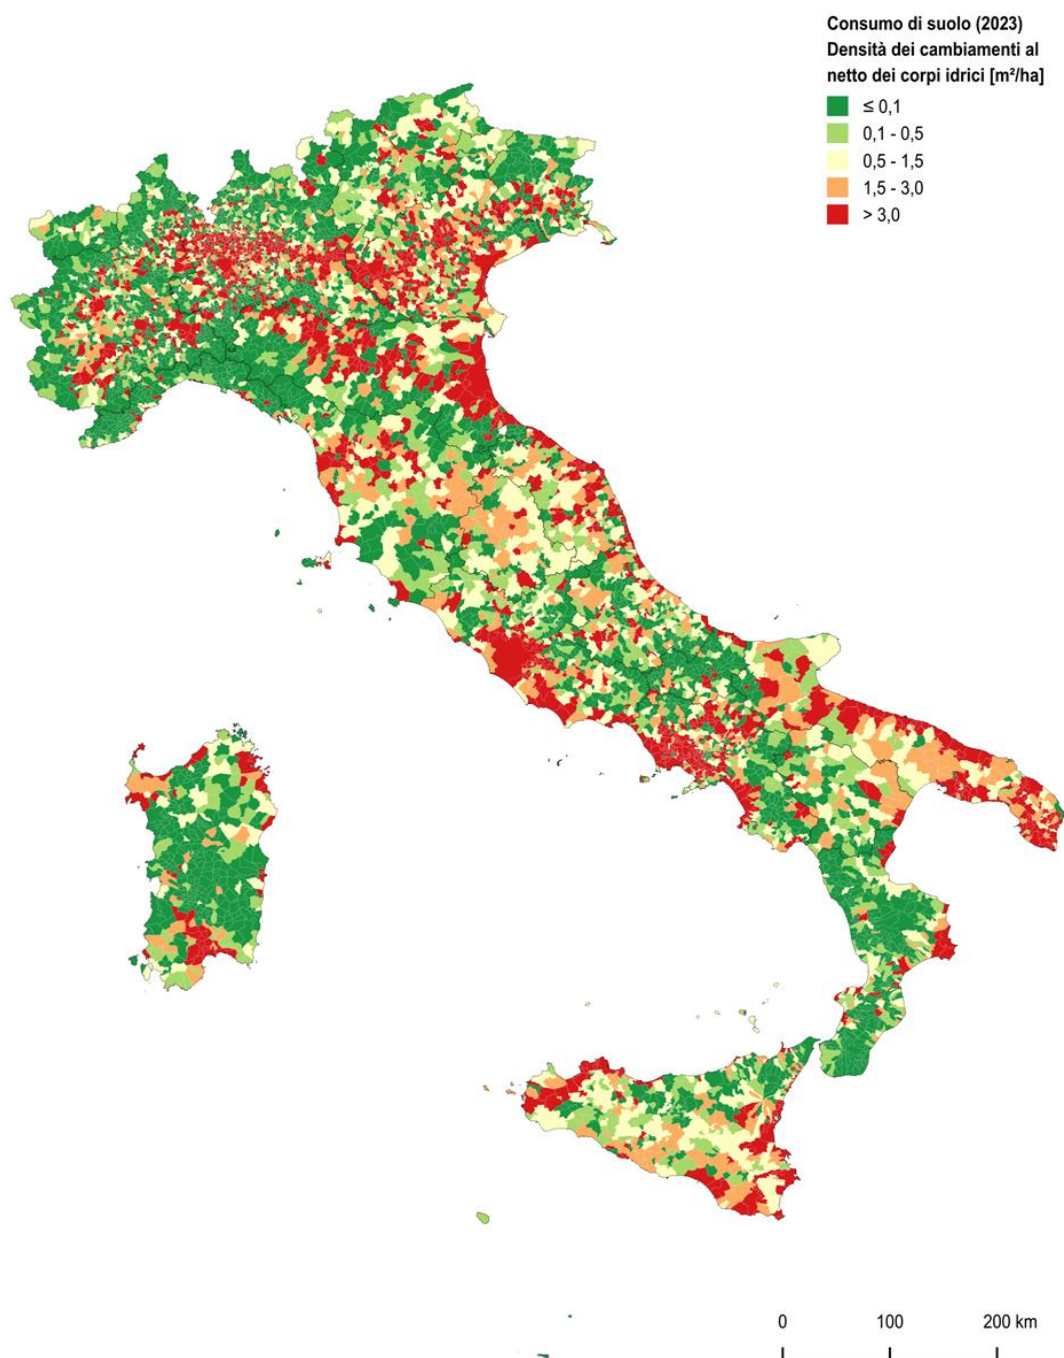 Consumo di suolo (2023)
Densità dei cambiamenti al
netto dei corpi idrici [m²/ha]
≤ 0,1
0,1 - 0,5
0,5 - 1,5
1,5 - 3,0
> 3,0
0 100 200 km